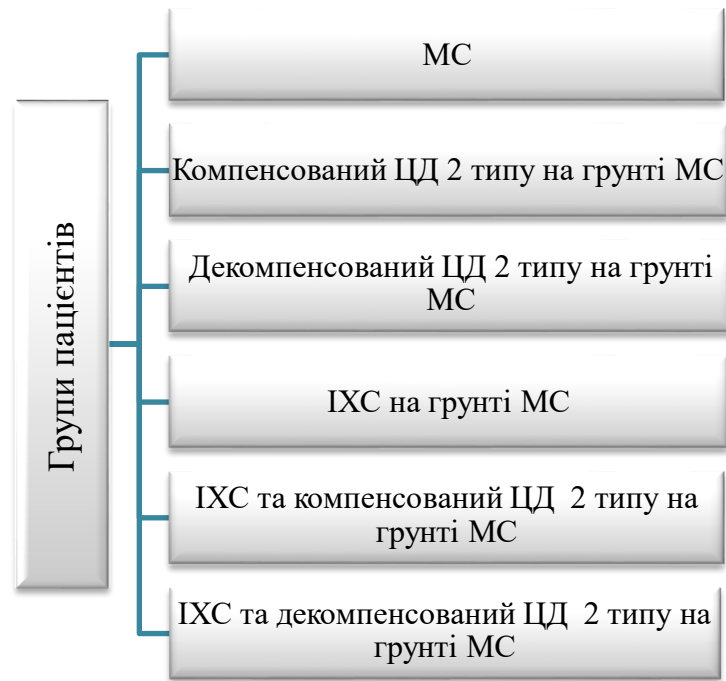 Групи пацієнтів
МС
Компенсований ЦД 2 типу на грунті МС
Декомпенсований ЦД 2 типу на грунті
МС
ІХС на грунті МС
ІХС та компенсований ЦД 2 типу на
грунті МС
ІХС та декомпенсований ЦД 2 типу на
грунті МС